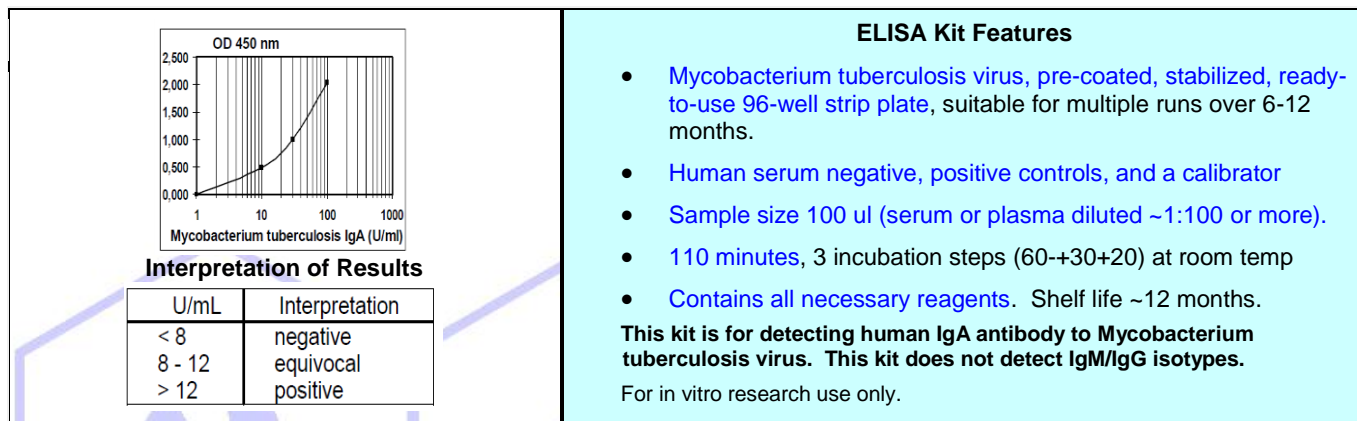 OD 450 nm
2,500
2,000
1,500
1,000
0,500
0,000
1 10 100 1000
Mycobacterium tuberculosis IgA (U/ml)
Interpretation of Results
U/mL Interpretation
< 8 negative
8 - 12 equivocal
> 12 positive
ELISA Kit Features
• Mycobacterium tuberculosis virus, pre-coated, stabilized, ready-
to-use 96-well strip plate, suitable for multiple runs over 6-12
months.
• Human serum negative, positive controls, and a calibrator
• Sample size 100 ul (serum or plasma diluted ~1:100 or more).
• 110 minutes, 3 incubation steps (60-+30+20) at room temp
• Contains all necessary reagents. Shelf life ~12 months.
This kit is for detecting human IgA antibody to Mycobacterium
tuberculosis virus. This kit does not detect IgM/IgG isotypes.
For in vitro research use only.